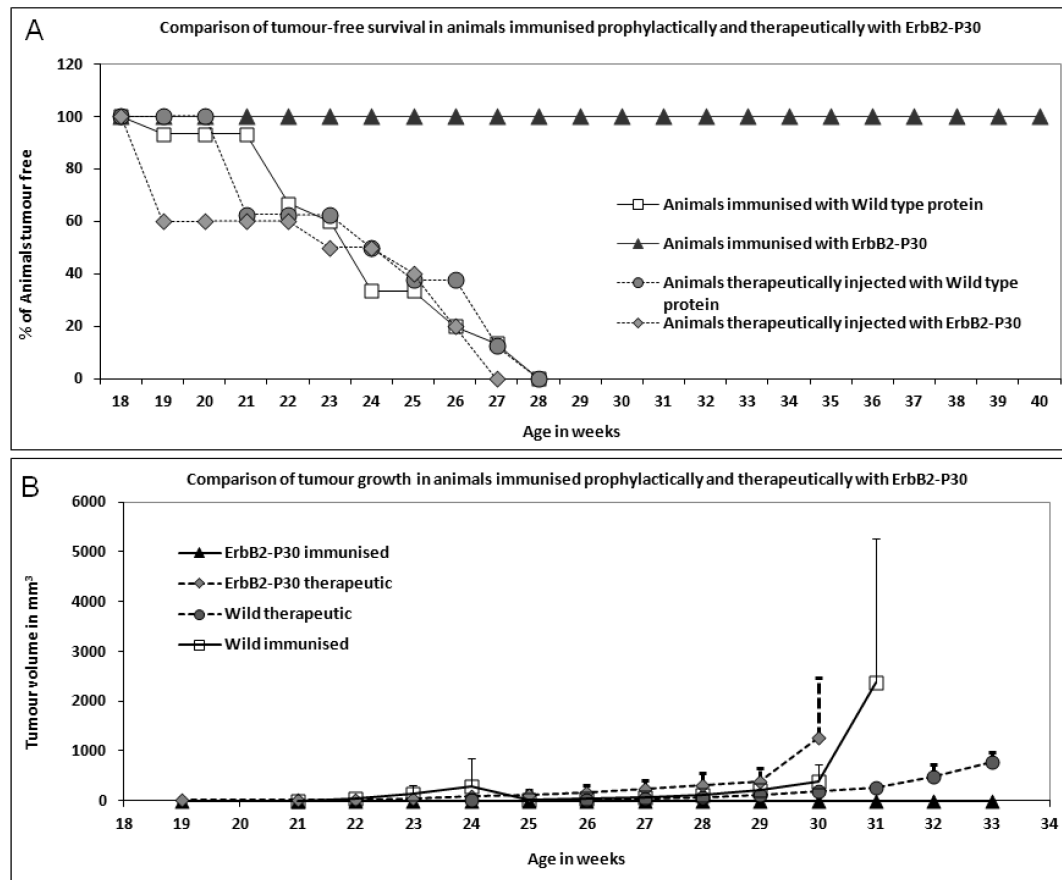 A
Comparison of tumour-free survival in animals immunised prophylactically and therapeutically with ErbB2-P30
% of Animals tumour free
120
100
80
60
40
20
0
Animals immunised with Wild type protein
Animals immunised with ErbB2-P30
Animals therapeutically injected with Wild type
protein
Animals therapeutically injected with ErbB2-P30
18 19 20 21 22 23 24 25 26 27 28 29 30 31 32 33 34 35 36 37 38 39 40
Age in weeks
B
Comparison of tumour growth in animals immunised prophylactically and therapeutically with ErbB2-P30
Tumour volume in mm³
6000
5000
4000
3000
2000
1000
0
ErbB2-P30 immunised
ErbB2-P30 therapeutic
Wild therapeutic
Wild immunised
18 19 20 21 22 23 24 25 26 27 28 29 30 31 32 33 34
Age in weeks